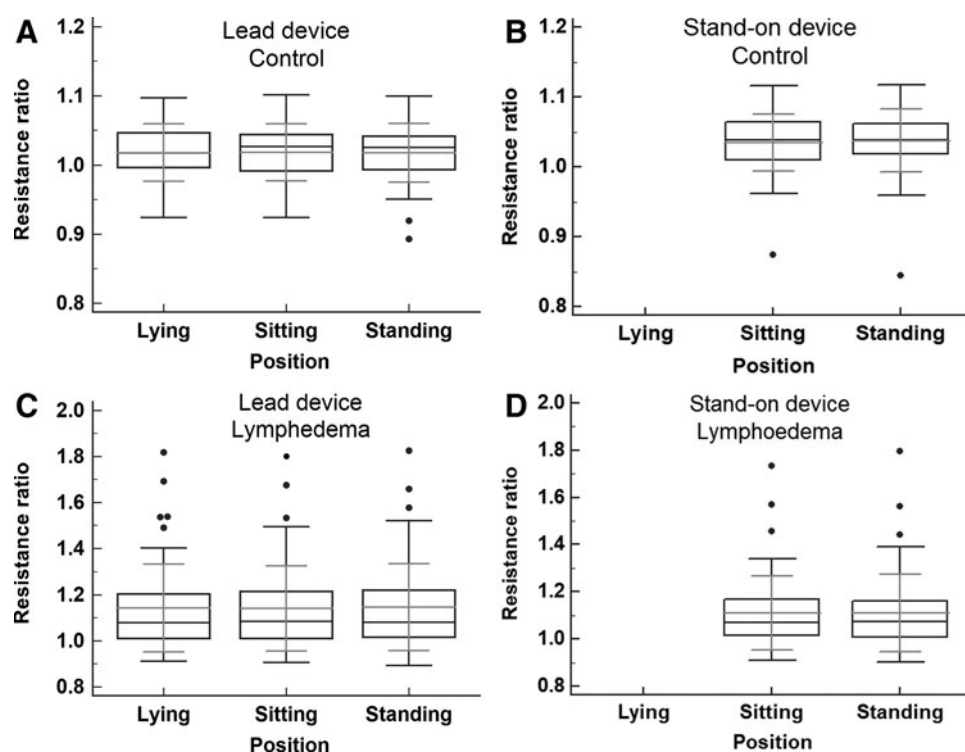 A
Lead device
Control
Resistance ratio
1.2
1.1
1.0
0.9
0.8
Lying
Sitting
Standing
Position
B
Stand-on device
Control
Resistance ratio
1.2
1.1
1.0
0.9
0.8
Lying
Sitting
Standing
Position
C
Lead device
Lymphedema
Resistance ratio
2.0
1.8
1.6
1.4
1.2
1.0
0.8
Lying
Sitting
Standing
Position
D
Stand-on device
Lymphoedema
Resistance ratio
2.0
1.8
1.6
1.4
1.2
1.0
0.8
Lying
Sitting
Standing
Position